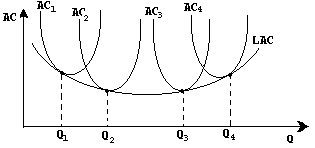 AC AC₁ AC₂ AC₃ AC₄
LAC
Q₁ Q₂ Q₃ Q₄ Q